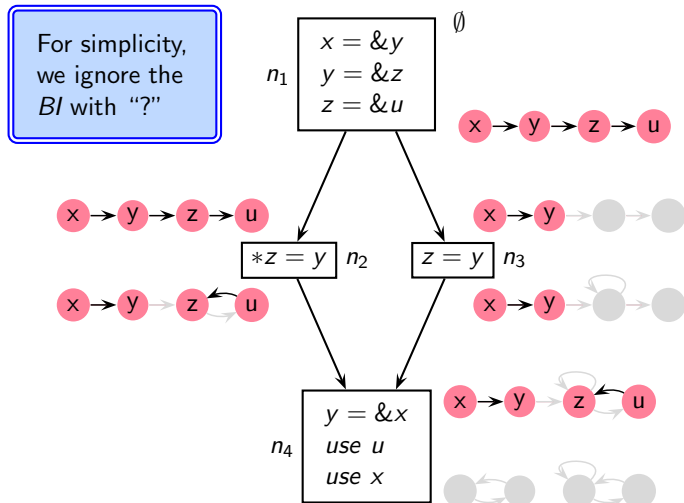 For simplicity,
we ignore the
BI with “?”
∅
n₁
x = &y
y = &z
z = &u
x y z u
x y z u
x y
*z = y n₂
z = y n₃
x y z u
x y
n₄
y = &x
use u
use x
x y z u